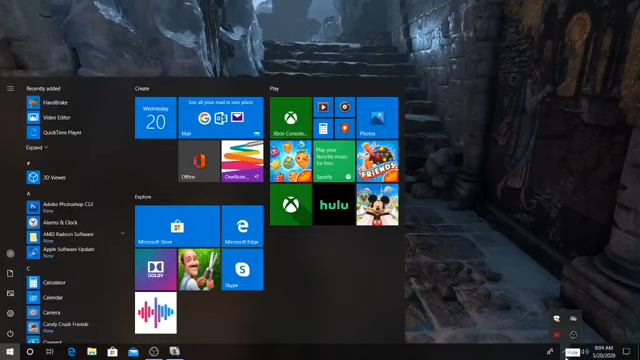 Recently added
HandBrake
Video Editor
QuickTime Player
Expand
#
3D Viewer
A
Adobe Photoshop CS3
New
Alarms & Clock
AMD Radeon Software
New
Apple Software Update
New
C
Calculator
Calendar
Camera
Candy Crush Friends
New
Create
Wednesday
20
See all your mail in one place
Mail
Office
OneNote...
Explore
Microsoft Store
Microsoft Edge
DOLBY
Skype
Play
Xbox Console...
Photos
Play your
favorite music
for free.
Spotify
FRIENDS
hulu
Hide
9:04 AM
5/20/2020